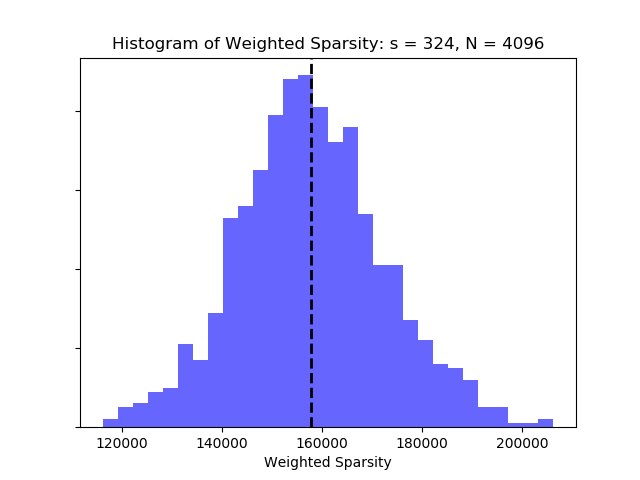 Histogram of Weighted Sparsity: s = 324, N = 4096
120000 140000 160000 180000 200000
Weighted Sparsity